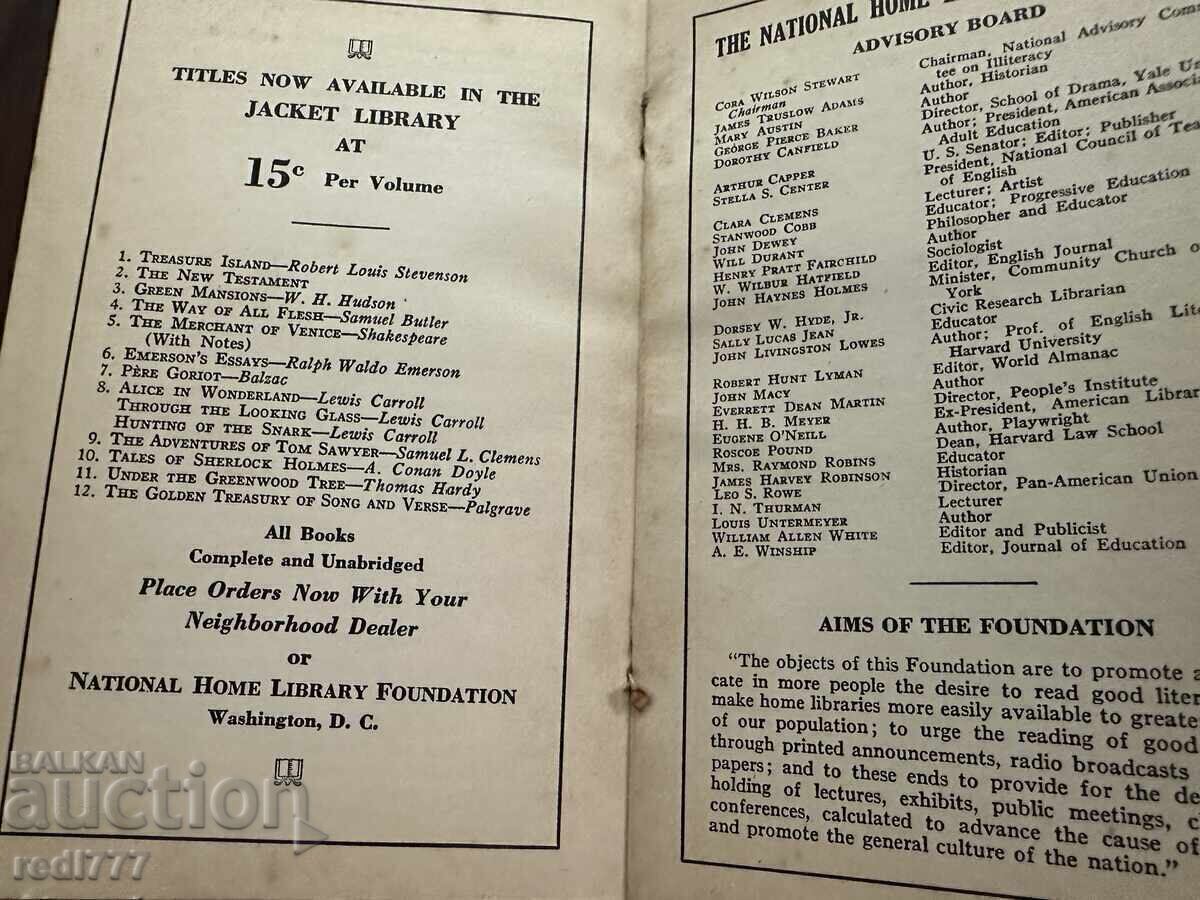 TITLES NOW AVAILABLE IN THE
JACKET LIBRARY
AT
15c Per Volume
1. TREASURE ISLAND—Robert Louis Stevenson
2. THE NEW TESTAMENT
3. GREEN MANSIONS—W. H. Hudson
4. THE WAY OF ALL FLESH—Samuel Butler
5. THE MERCHANT OF VENICE—Shakespeare
(With Notes)
6. EMERSON'S ESSAYS—Ralph Waldo Emerson
7. PÈRE GORIOT—Balzac
8. ALICE IN WONDERLAND—Lewis Carroll
THROUGH THE LOOKING GLASS—Lewis Carroll
HUNTING OF THE SNARK—Lewis Carroll
9. THE ADVENTURES OF TOM SAWYER—Samuel L. Clemens
10. TALES OF SHERLOCK HOLMES—A. Conan Doyle
11. UNDER THE GREENWOOD TREE—Thomas Hardy
12. THE GOLDEN TREASURY OF SONG AND VERSE—Palgrave
All Books
Complete and Unabridged
Place Orders Now With Your
Neighborhood Dealer
or
NATIONAL HOME LIBRARY FOUNDATION
Washington, D. C.
THE NATIONAL HOME
ADVISORY BOARD
CORA WILSON STEWART Chairman, National Advisory
Chairman tee on Illiteracy
JAMES TRUSLOW ADAMS Author, Historian
MARY AUSTIN Author
GEORGE PIERCE BAKER Director, School of Drama, Yale
DOROTHY CANFIELD Author; President, American
Adult Education
ARTHUR CAPPER U. S. Senator; Editor; Publisher
STELLA S. CENTER President, National Council of
of English
CLARA CLEMENS Lecturer; Artist
STANWOOD COBB Educator; Progressive Education
JOHN DEWEY Philosopher and Educator
WILL DURANT Author
HENRY PRATT FAIRCHILD Sociologist
W. WILBUR HATFIELD Editor, English Journal
JOHN HAYNES HOLMES Minister, Community Church
York
DORSEY W. HYDE, JR. Civic Research Librarian
SALLY LUCAS JEAN Educator
JOHN LIVINGSTON LOWES Author; Prof. of English
Harvard University
ROBERT HUNT LYMAN Editor, World Almanac
JOHN MACY Author
EVERETT DEAN MARTIN Director, People's Institute
H. H. B. MEYER Ex-President, American
EUGENE O'NEILL Author, Playwright
ROSCOE POUND Dean, Harvard Law School
MRS. RAYMOND ROBINS Educator
JAMES HARVEY ROBINSON Historian
LEO S. ROWE Director, Pan-American Union
I. N. THURMAN Lecturer
LOUIS UNTERMEYER Author
WILLIAM ALLEN WHITE Editor and Publicist
A. E. WINSHIP Editor, Journal of Education
AIMS OF THE FOUNDATION
"The objects of this Foundation are to promote
cate in more people the desire to read good
make home libraries more easily available to
of our population; to urge the reading of good
through printed announcements, radio broadcasts
papers; and to these ends to provide for the
holding of lectures, exhibits, public meetings,
conferences, calculated to advance the cause of
and promote the general culture of the nation."
BALKAN
auction
redl777